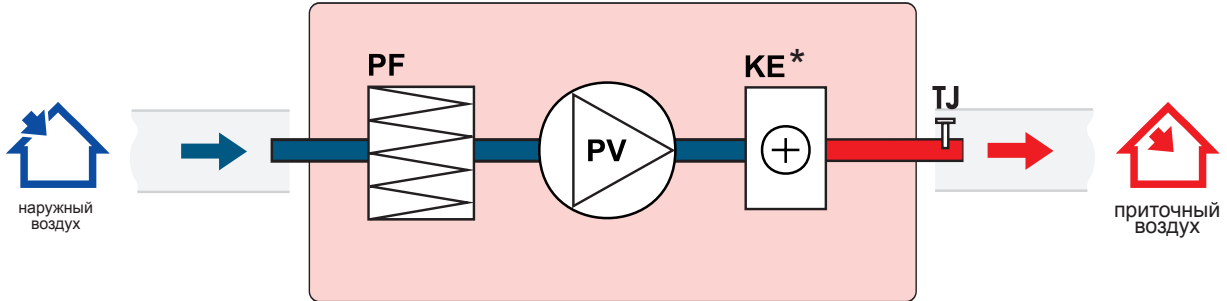 PF
KE*
TJ
PV
наружный
воздух
приточный
воздух